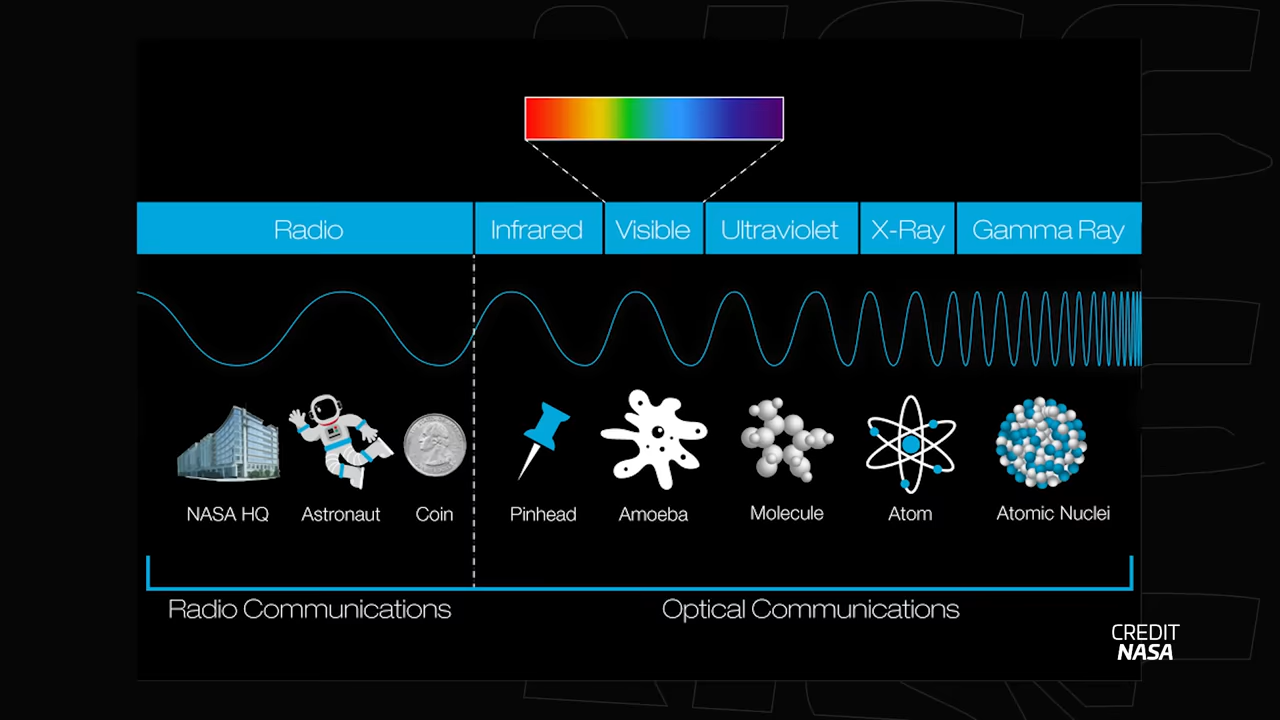 Radio Infrared Visible Ultraviolet X-Ray Gamma Ray
NASA HQ Astronaut Coin Pinhead Amoeba Molecule Atom Atomic Nuclei
Radio Communications Optical Communications
CREDIT
NASA